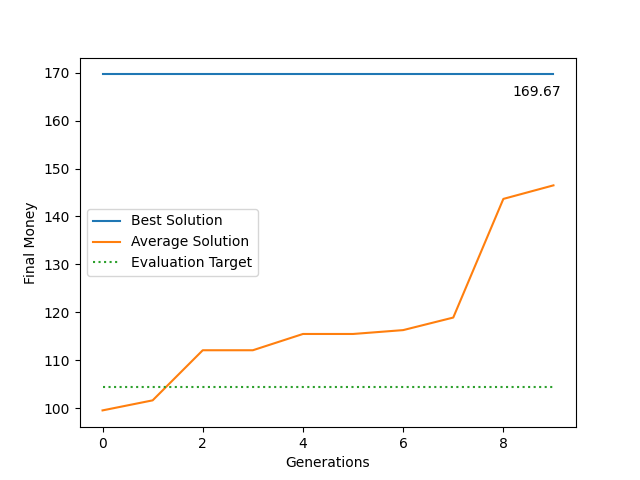 170
169.67
160
150
140
130
120
110
100
Final Money
Best Solution
Average Solution
Evaluation Target
0
2
4
6
8
Generations